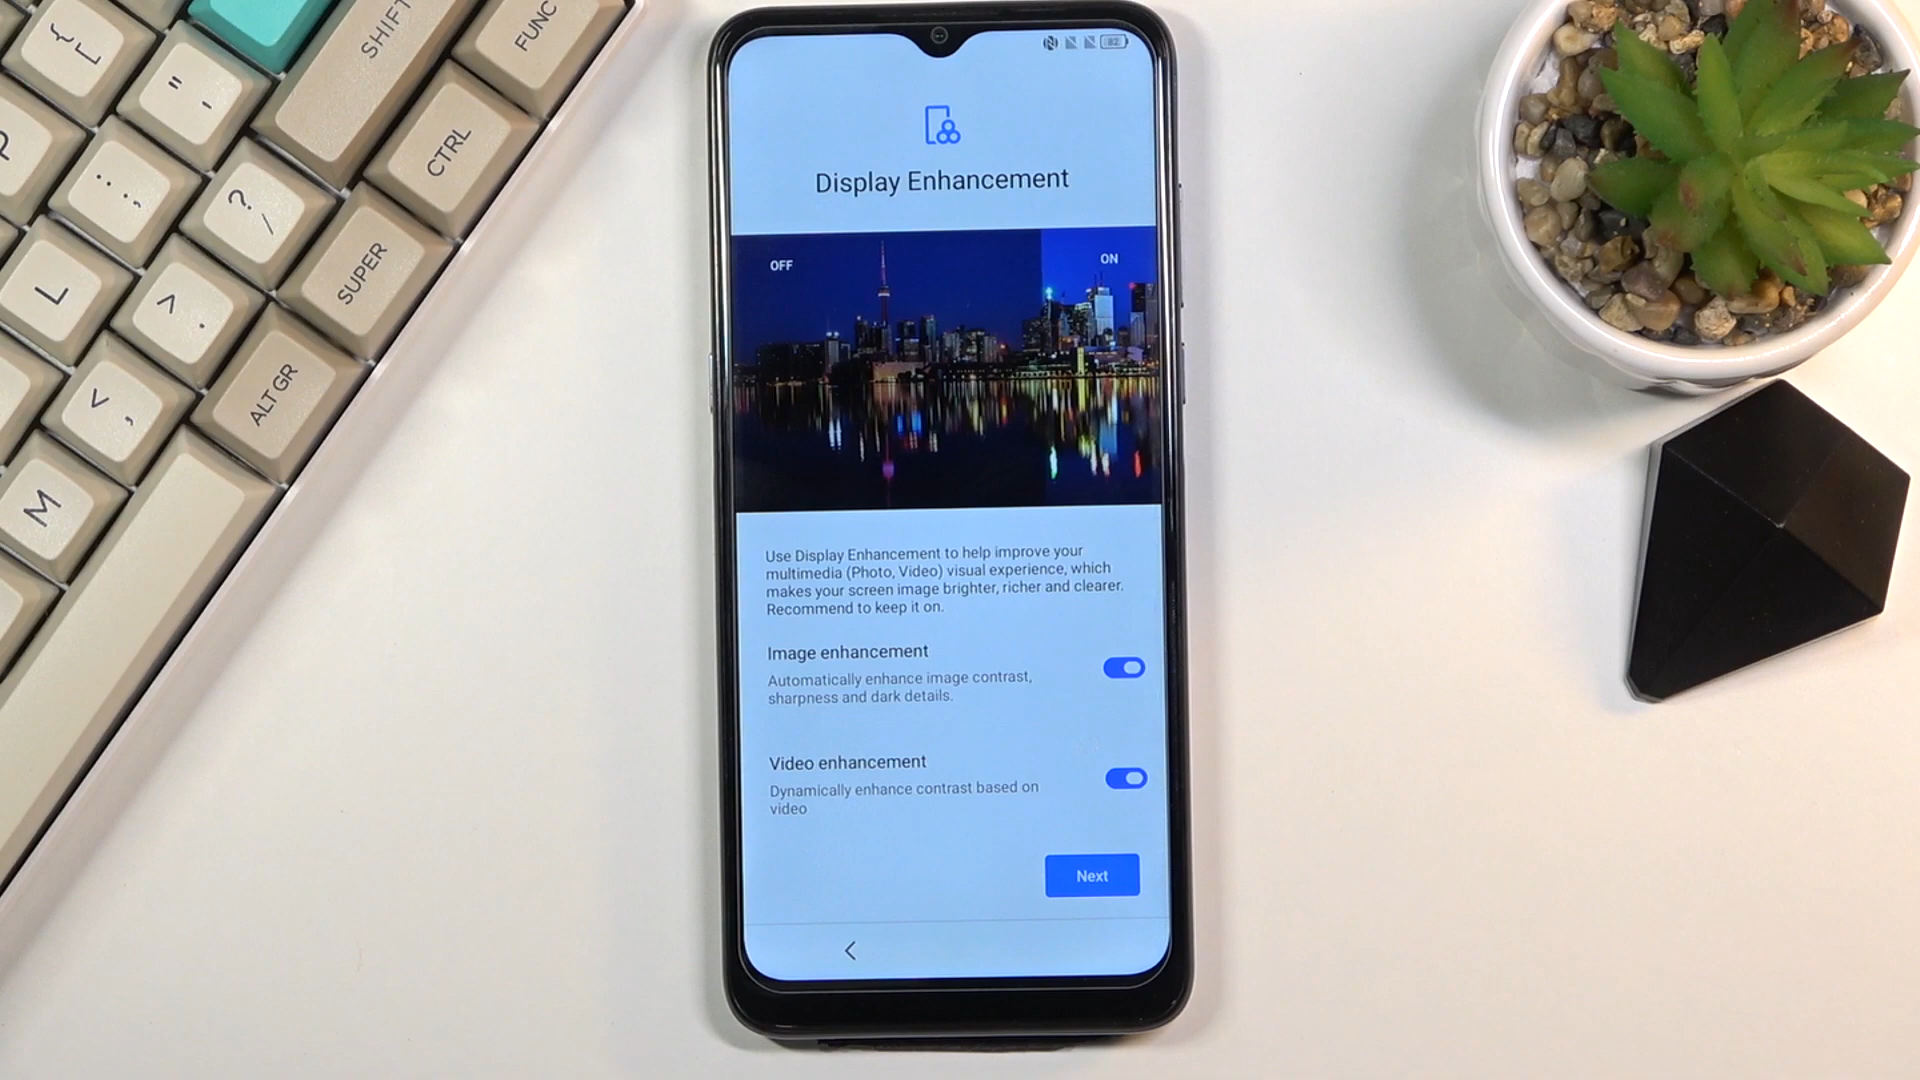 82
Display Enhancement
OFF
ON
Use Display Enhancement to help improve your
multimedia (Photo, Video) visual experience, which
makes your screen image brighter, richer and clearer.
Recommend to keep it on.
Image enhancement
Automatically enhance image contrast,
sharpness and dark details.
Video enhancement
Dynamically enhance contrast based on
video
Next
{
[
"
'
SHIFT
FUNC
P
:
;
?
/
CTRL
L
>
.
SUPER
<
,
ALT GR
M